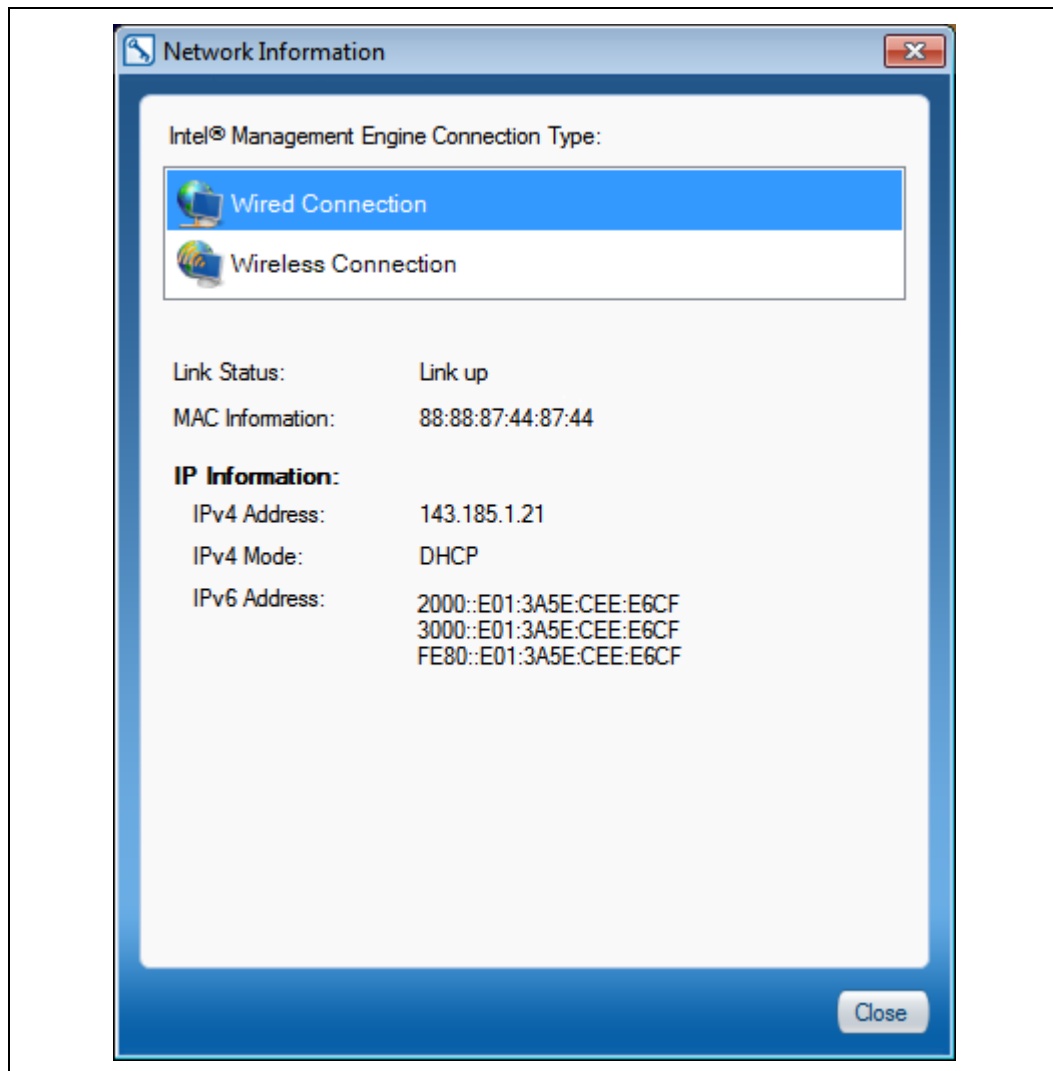 Network Information
Intel® Management Engine Connection Type:
Wired Connection
Wireless Connection
Link Status: Link up
MAC Information: 88:88:87:44:87:44
IP Information:
IPv4 Address: 143.185.1.21
IPv4 Mode: DHCP
IPv6 Address: 2000::E01:3A5E:CEE:E6CF
3000::E01:3A5E:CEE:E6CF
FE80::E01:3A5E:CEE:E6CF
Close